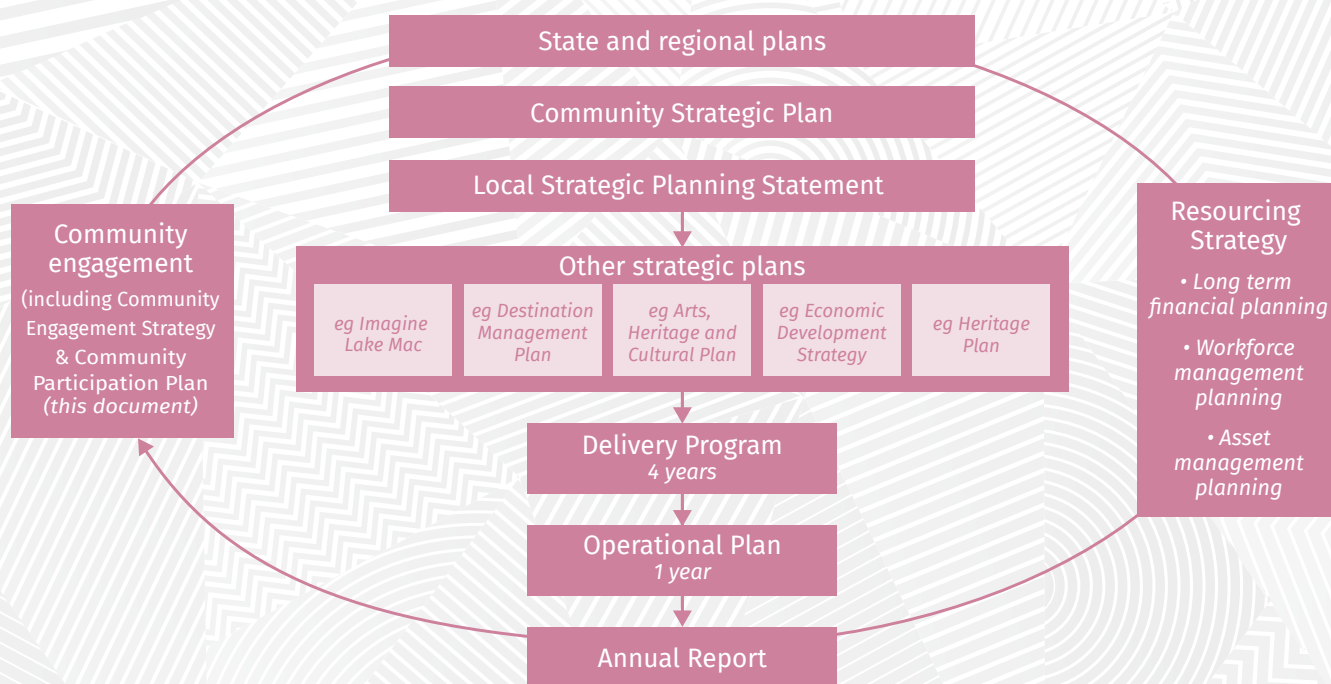 State and regional plans
Community Strategic Plan
Local Strategic Planning Statement
Community
engagement
(including Community
Engagement Strategy
& Community
Participation Plan
(this document)
Other strategic plans
eg Imagine
Lake Mac
eg Destination
Management
Plan
eg Arts,
Heritage and
Cultural Plan
eg Economic
Development
Strategy
eg Heritage
Plan
Delivery Program
4 years
Operational Plan
1 year
Annual Report
Resourcing
Strategy
• Long term
financial planning
• Workforce
management
planning
• Asset
management
planning